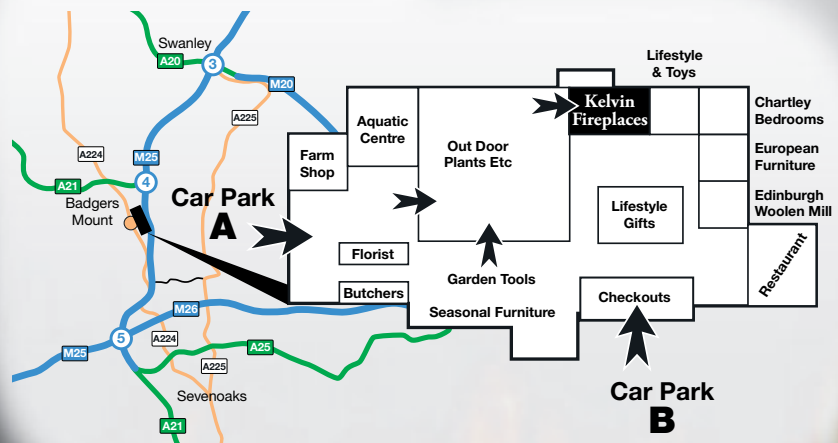 Swanley
A20
3
M20
A225
A224
M25
4
A21
Badgers
Mount
Car Park
A
M26
5
A224
M25
A225
A25
Sevenoaks
A21
Farm
Shop
Aquatic
Centre
Out Door
Plants Etc
Kelvin
Fireplaces
Lifestyle
& Toys
Chartley
Bedrooms
European
Furniture
Edinburgh
Woolen Mill
Lifestyle
Gifts
Restaurant
Florist
Butchers
Garden Tools
Seasonal Furniture
Checkouts
Car Park
B